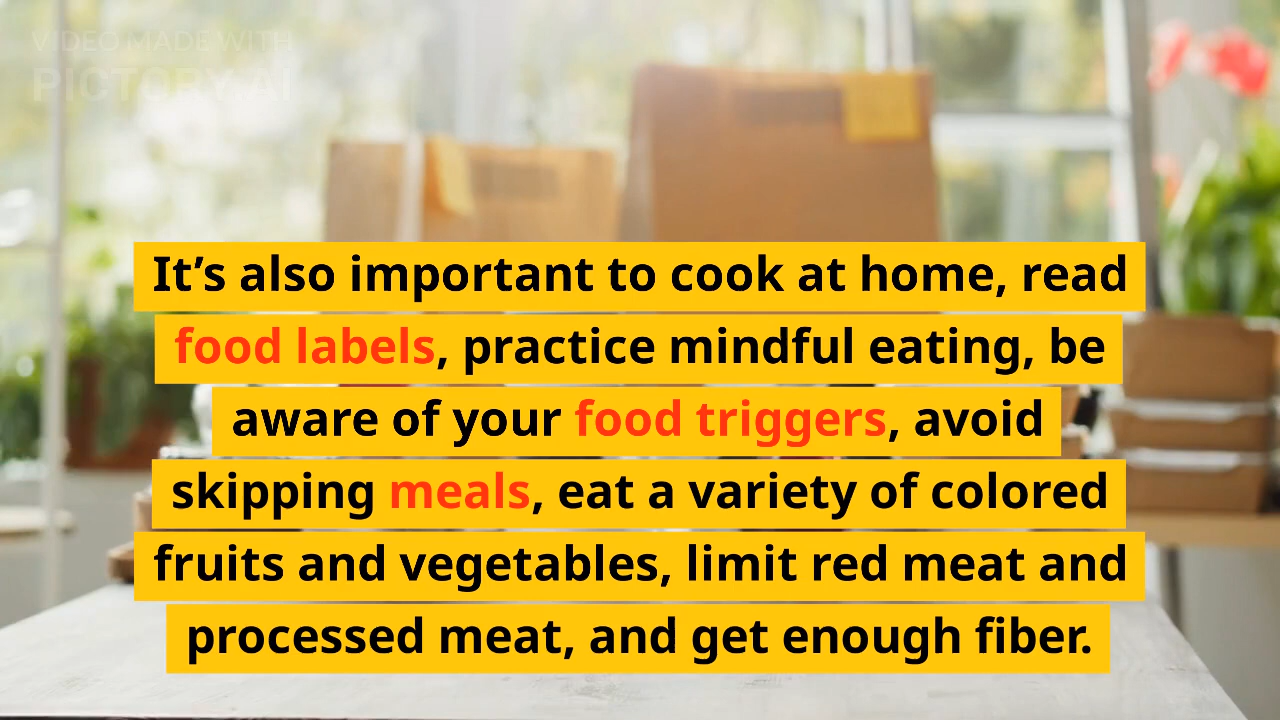 VIDEO MADE WITH
PICTORY.AI
It’s also important to cook at home, read
food labels, practice mindful eating, be
aware of your food triggers, avoid
skipping meals, eat a variety of colored
fruits and vegetables, limit red meat and
processed meat, and get enough fiber.